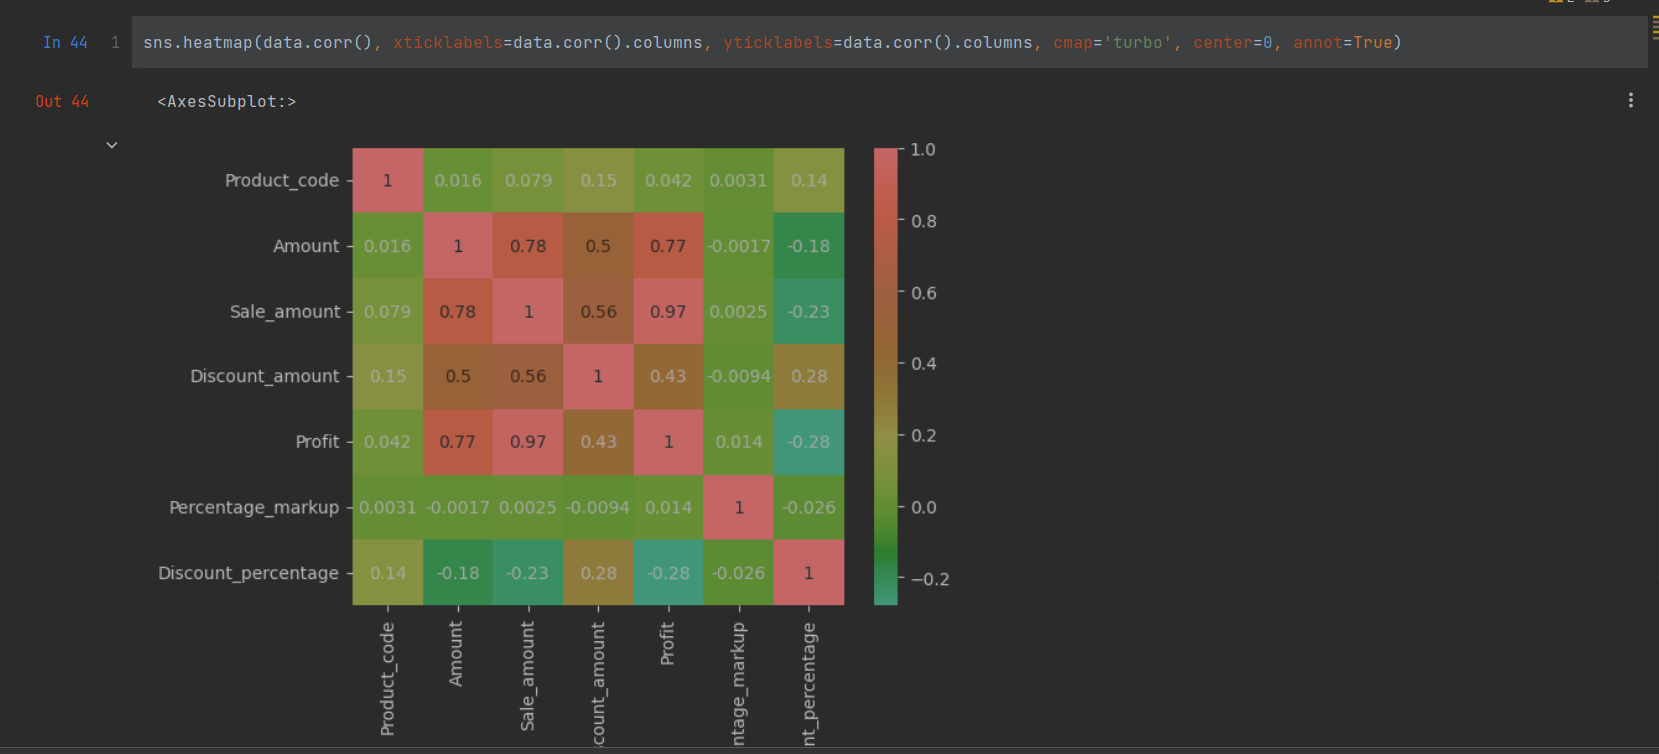 In 44 1 sns.heatmap(data.corr(), xticklabels=data.corr().columns, yticklabels=data.corr().columns, cmap='turbo', center=0, annot=True)
Out 44 <AxesSubplot:>
Product_code 1 0.016 0.079 0.15 0.042 0.0031 0.14
Amount 0.016 1 0.78 0.5 0.77 -0.0017 -0.18
Sale_amount 0.079 0.78 1 0.56 0.97 0.0025 -0.23
Discount_amount 0.15 0.5 0.56 1 0.43 -0.0094 0.28
Profit 0.042 0.77 0.97 0.43 1 0.014 -0.28
Percentage_markup 0.0031 -0.0017 0.0025 -0.0094 0.014 1 -0.026
Discount_percentage 0.14 -0.18 -0.23 0.28 -0.28 -0.026 1
Product_code
Amount
Sale_amount
count_amount
Profit
ntage_markup
nt_percentage
1.0
0.8
0.6
0.4
0.2
0.0
−0.2